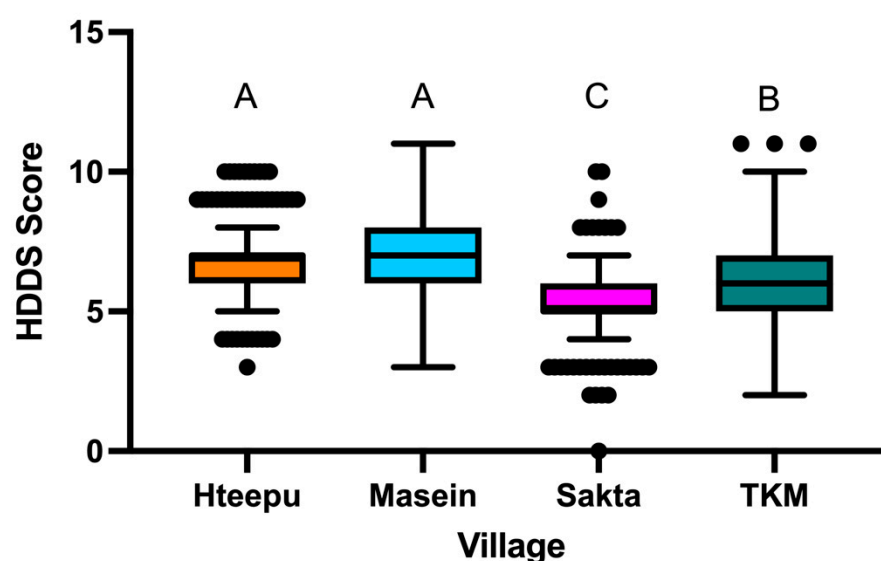 15
A A C B
10
HDDS Score
5
0
Hteepu Masein Sakta TKM
Village